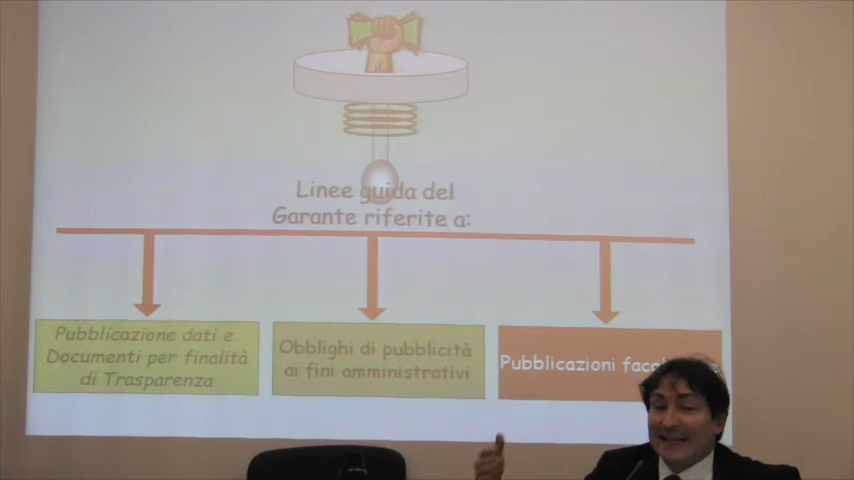 Linee guida del
Garante riferite a:
Pubblicazione dati e
Documenti per finalità
di Trasparenza
Obblighi di pubblicità
ai fini amministrativi
Pubblicazioni